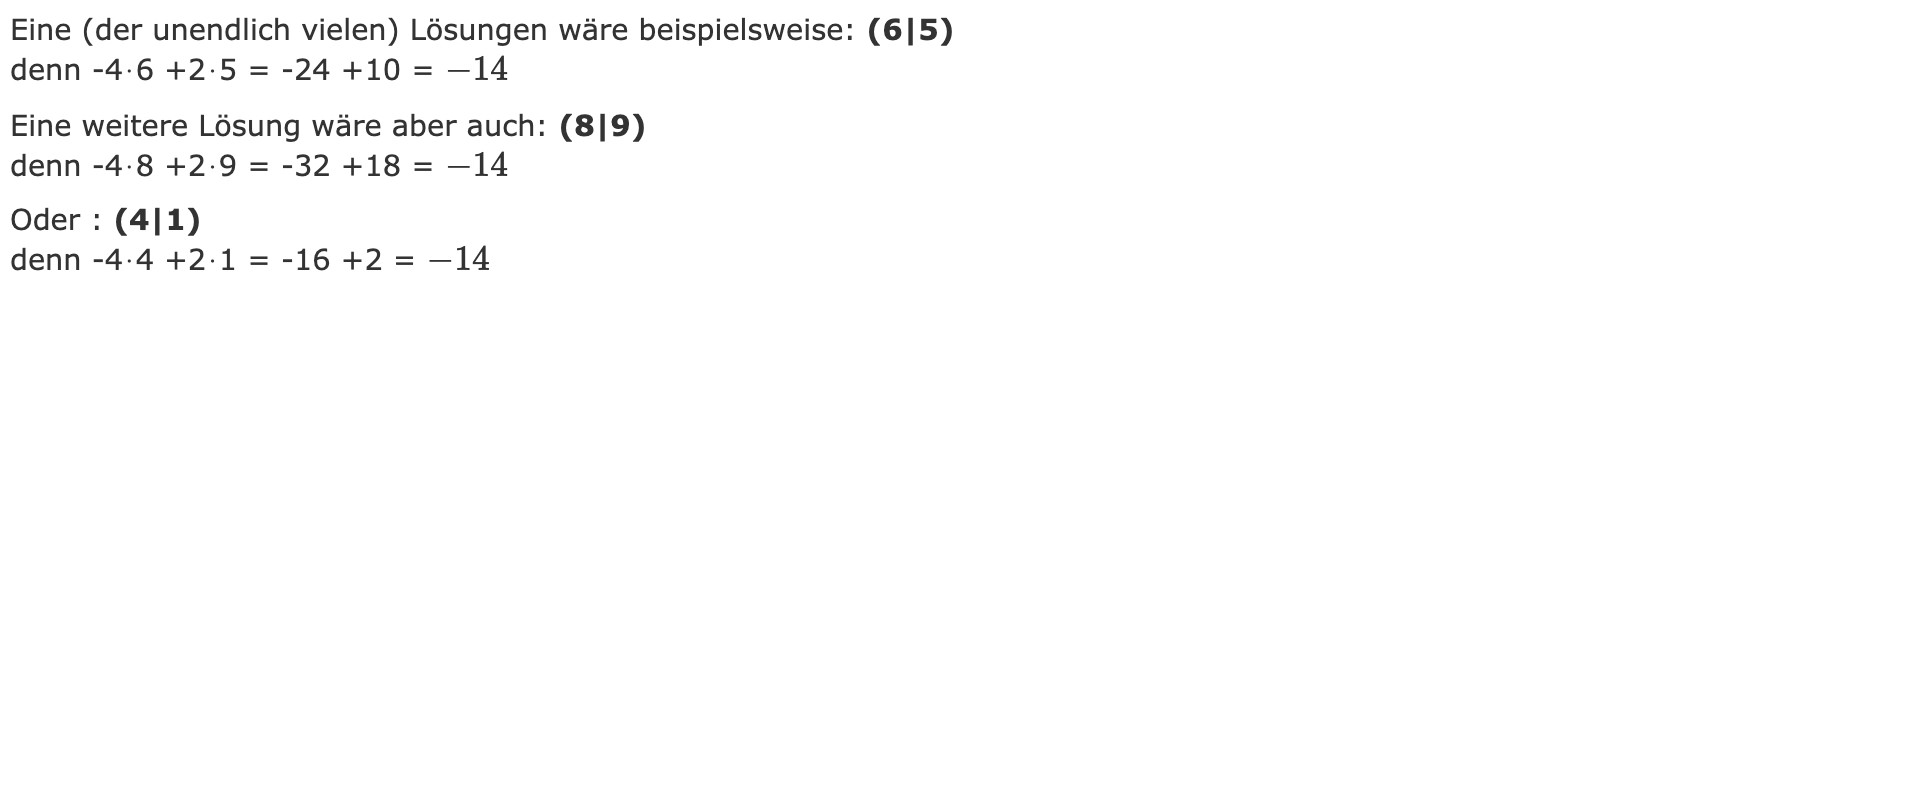 Eine (der unendlich vielen) Lösungen wäre beispielsweise: (6|5)
denn -4·6 +2·5 = -24 +10 = −14
Eine weitere Lösung wäre aber auch: (8|9)
denn -4·8 +2·9 = -32 +18 = −14
Oder : (4|1)
denn -4·4 +2·1 = -16 +2 = −14